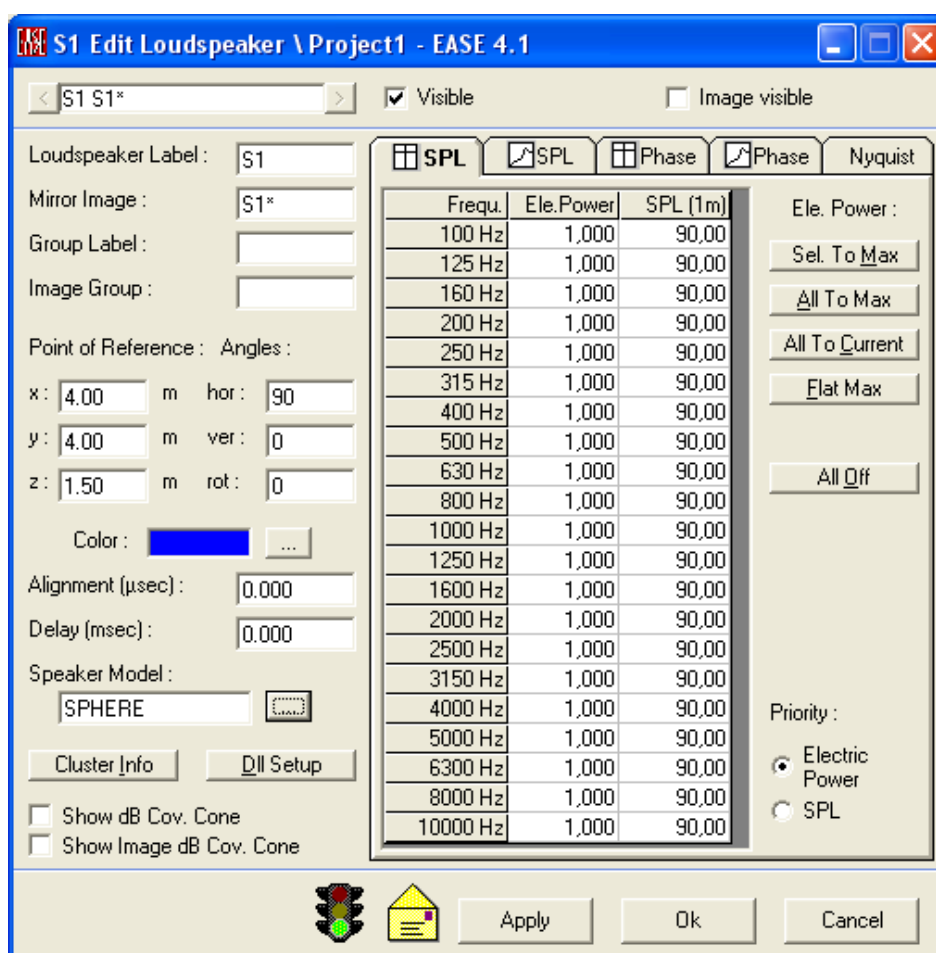 S1 Edit Loudspeaker \ Project1 - EASE 4.1
< S1 S1* >
Visible
Image visible
Loudspeaker Label : S1
Mirror Image : S1*
Group Label :
Image Group :
Point of Reference : Angles :
x : 4.00 m hor : 90
y : 4.00 m ver : 0
z : 1.50 m rot : 0
Color : ...
Alignment (µsec) : 0.000
Delay (msec) : 0.000
Speaker Model :
SPHERE ....
Cluster Info Dll Setup
Show dB Cov. Cone
Show Image dB Cov. Cone
SPL SPL Phase Phase Nyquist
Frequ. Ele.Power SPL (1m)
100 Hz 1,000 90,00
125 Hz 1,000 90,00
160 Hz 1,000 90,00
200 Hz 1,000 90,00
250 Hz 1,000 90,00
315 Hz 1,000 90,00
400 Hz 1,000 90,00
500 Hz 1,000 90,00
630 Hz 1,000 90,00
800 Hz 1,000 90,00
1000 Hz 1,000 90,00
1250 Hz 1,000 90,00
1600 Hz 1,000 90,00
2000 Hz 1,000 90,00
2500 Hz 1,000 90,00
3150 Hz 1,000 90,00
4000 Hz 1,000 90,00
5000 Hz 1,000 90,00
6300 Hz 1,000 90,00
8000 Hz 1,000 90,00
10000 Hz 1,000 90,00
Ele. Power :
Sel. To Max
All To Max
All To Current
Flat Max
All Off
Priority :
Electric
Power
SPL
Apply Ok Cancel